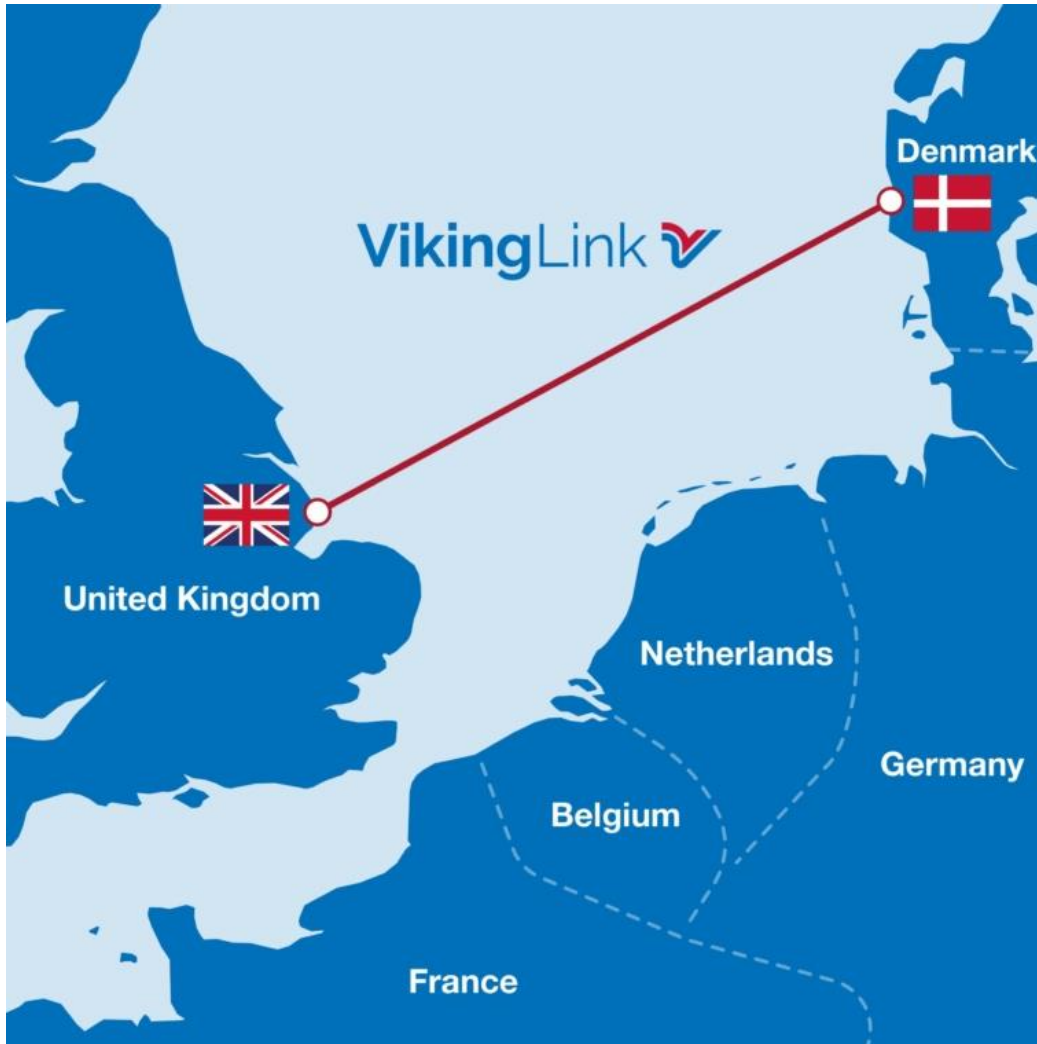 Denmark
VikingLink
United Kingdom
Netherlands
Germany
Belgium
France